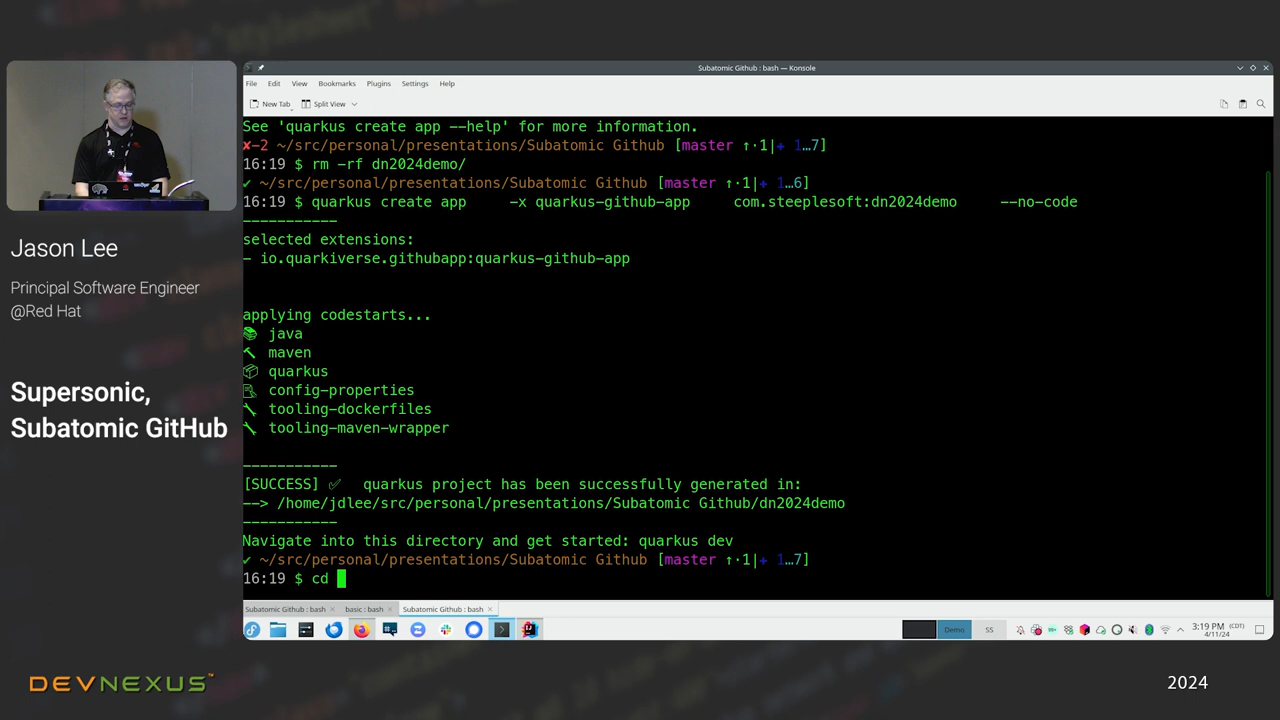 Subatomic Github : bash — Konsole
File Edit View Bookmarks Plugins Settings Help
New Tab Split View
See 'quarkus create app --help' for more information.
✘-2 ~/src/personal/presentations/Subatomic Github [master ↑·1|✚ 1…7]
16:19 $ rm -rf dn2024demo/
✔ ~/src/personal/presentations/Subatomic Github [master ↑·1|✚ 1…6]
16:19 $ quarkus create app -x quarkus-github-app com.steeplesoft:dn2024demo --no-code
-----------
selected extensions:
- io.quarkiverse.githubapp:quarkus-github-app
applying codestarts...
java
maven
quarkus
config-properties
tooling-dockerfiles
tooling-maven-wrapper
-----------
[SUCCESS] ✅ quarkus project has been successfully generated in:
--> /home/jdlee/src/personal/presentations/Subatomic Github/dn2024demo
-----------
Navigate into this directory and get started: quarkus dev
✔ ~/src/personal/presentations/Subatomic Github [master ↑·1|✚ 1…7]
16:19 $ cd
Subatomic Github : bash basic : bash Subatomic Github : bash
Demo SS 3:19 PM (CDT)
4/11/24
Jason Lee
Principal Software Engineer
@Red Hat
Supersonic,
Subatomic GitHub
DEVNEXUS™
2024